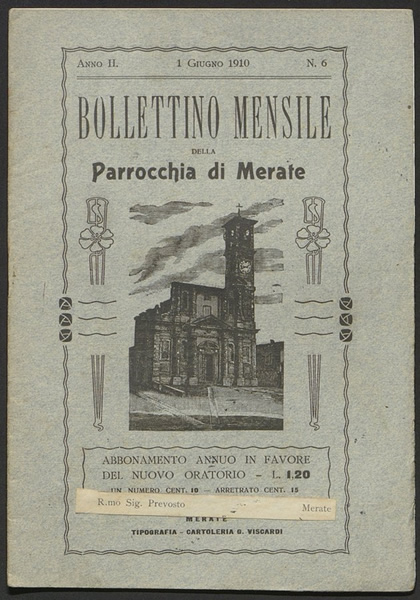 Anno II. 1 Giugno 1910 N. 6
BOLLETTINO MENSILE
DELLA
Parrocchia di Merate
ABBONAMENTO ANNUO IN FAVORE
DEL NUOVO ORATORIO - L. 1.20
UN NUMERO CENT. 10 — ARRETRATO CENT. 15
R.mo Sig. Prevosto Merate
MERATE
TIPOGRAFIA - CARTOLERIA G. VISCARDI